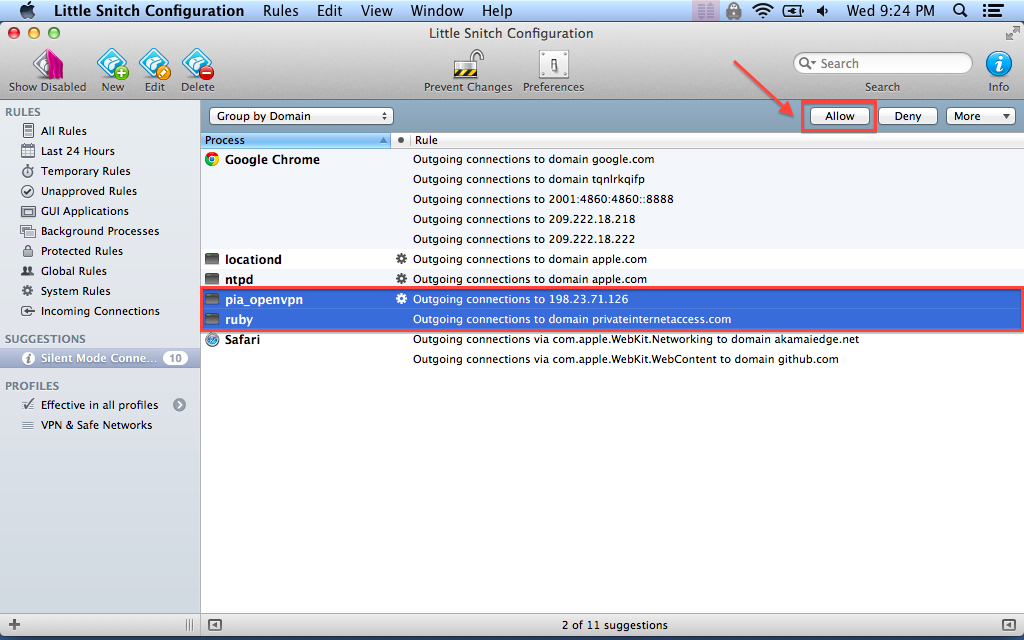 Little Snitch Configuration Rules Edit View Window Help Wed 9:24 PM
Little Snitch Configuration
Show Disabled New Edit Delete Prevent Changes Preferences Search Search Info
RULES
All Rules
Last 24 Hours
Temporary Rules
Unapproved Rules
GUI Applications
Background Processes
Protected Rules
Global Rules
System Rules
Incoming Connections
SUGGESTIONS
Silent Mode Conne... 10
PROFILES
Effective in all profiles
VPN & Safe Networks
Group by Domain Allow Deny More
Process Rule
Google Chrome Outgoing connections to domain google.com
Outgoing connections to domain tqnlrkqifp
Outgoing connections to 2001:4860:4860::8888
Outgoing connections to 209.222.18.218
Outgoing connections to 209.222.18.222
locationd Outgoing connections to domain apple.com
ntpd Outgoing connections to domain apple.com
pia_openvpn Outgoing connections to 198.23.71.126
ruby Outgoing connections to domain privateinternetaccess.com
Safari Outgoing connections via com.apple.WebKit.Networking to domain akamaiedge.net
Outgoing connections via com.apple.WebKit.WebContent to domain github.com
2 of 11 suggestions